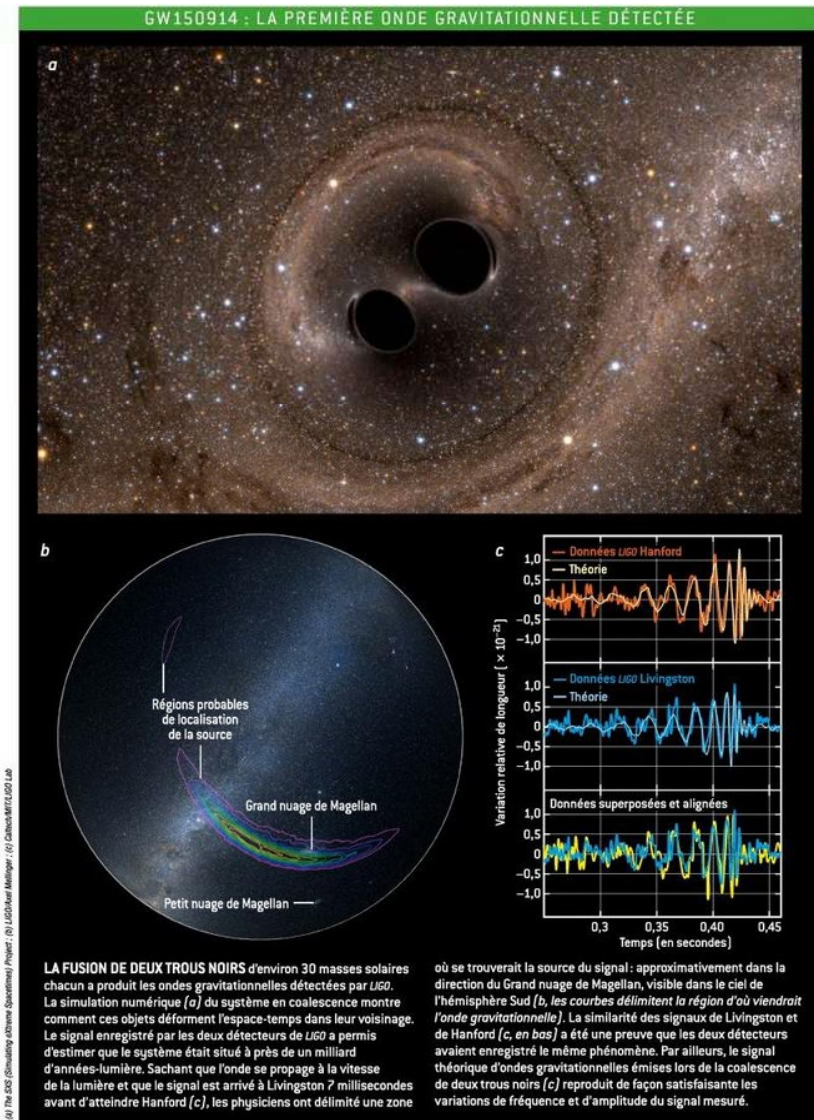 GW150914 : LA PREMIÈRE ONDE GRAVITATIONNELLE DÉTECTÉE
a
b
Régions probables
de localisation
de la source
Grand nuage de Magellan
Petit nuage de Magellan
c
Variation relative de longueur ( × 10⁻²¹)
Données LIGO Hanford
Théorie
1,0
0,5
0
–0,5
–1,0
Données LIGO Livingston
Théorie
1,0
0,5
0
–0,5
–1,0
Données superposées et alignées
1,0
0,5
0
–0,5
–1,0
0,3 0,35 0,40 0,45
Temps (en secondes)
LA FUSION DE DEUX TROUS NOIRS d'environ 30 masses solaires
chacun a produit les ondes gravitationnelles détectées par LIGO.
La simulation numérique (a) du système en coalescence montre
comment ces objets déforment l'espace-temps dans leur voisinage.
Le signal enregistré par les deux détecteurs de LIGO a permis
d'estimer que le système était situé à près de un milliard
d'années-lumière. Sachant que l'onde se propage à la vitesse
de la lumière et que le signal est arrivé à Livingston 7 millisecondes
avant d'atteindre Hanford (c), les physiciens ont délimité une zone
où se trouverait la source du signal : approximativement dans la
direction du Grand nuage de Magellan, visible dans le ciel de
l'hémisphère Sud (b, les courbes délimitent la région d'où viendrait
l'onde gravitationnelle). La similarité des signaux de Livingston et
de Hanford (c, en bas) a été une preuve que les deux détecteurs
avaient enregistré le même phénomène. Par ailleurs, le signal
théorique d'ondes gravitationnelles émises lors de la coalescence
de deux trous noirs (c) reproduit de façon satisfaisante les
variations de fréquence et d'amplitude du signal mesuré.
(a) The SXS (Simulating eXtreme Spacetimes) Project ; (b) LIGO/Axel Mellinger ; (c) Caltech/MIT/LIGO Lab